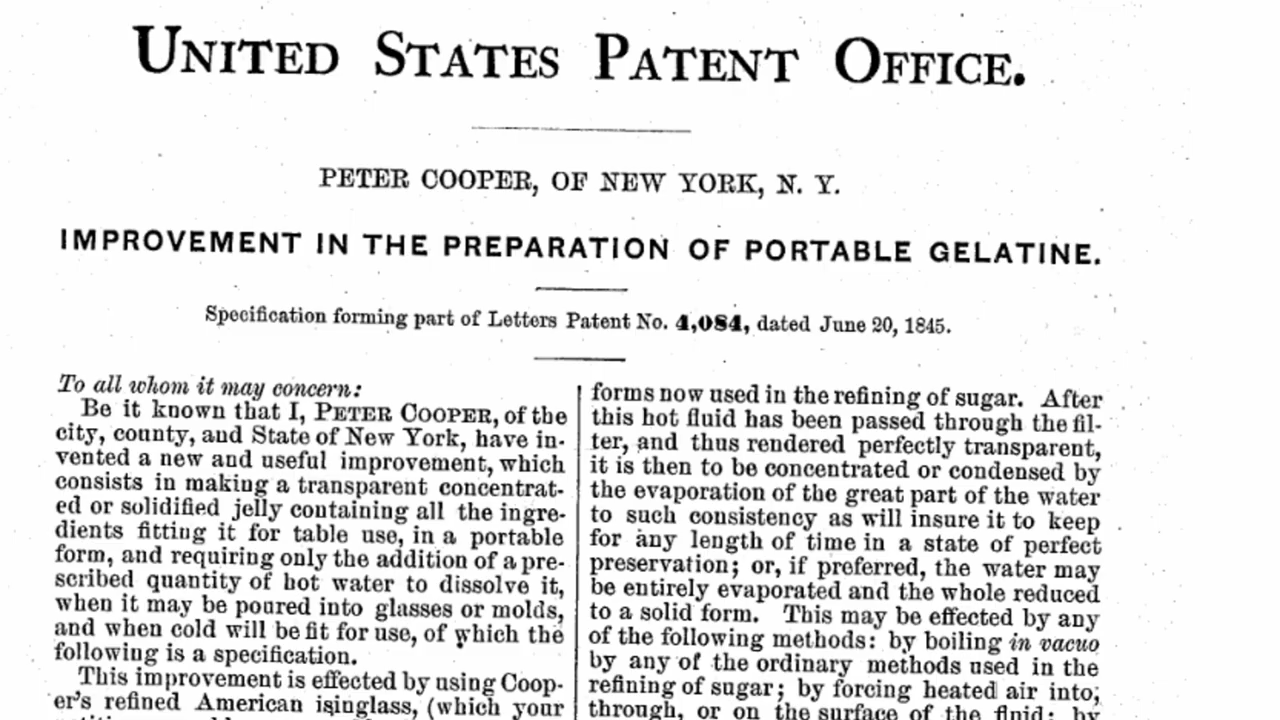 UNITED STATES PATENT OFFICE.
PETER COOPER, OF NEW YORK, N. Y.
IMPROVEMENT IN THE PREPARATION OF PORTABLE GELATINE.
Specification forming part of Letters Patent No. 4,084, dated June 20, 1845.
To all whom it may concern:
Be it known that I, PETER COOPER, of the
city, county, and State of New York, have in-
vented a new and useful improvement, which
consists in making a transparent concentrat-
ed or solidified jelly containing all the ingre-
dients fitting it for table use, in a portable
form, and requiring only the addition of a pre-
scribed quantity of hot water to dissolve it,
when it may be poured into glasses or molds,
and when cold will be fit for use, of which the
following is a specification.
This improvement is effected by using Coop-
er's refined American isinglass, (which your
forms now used in the refining of sugar. After
this hot fluid has been passed through the fil-
ter, and thus rendered perfectly transparent,
it is then to be concentrated or condensed by
the evaporation of the great part of the water
to such consistency as will insure it to keep
for any length of time in a state of perfect
preservation; or, if preferred, the water may
be entirely evaporated and the whole reduced
to a solid form. This may be effected by any
of the following methods: by boiling in vacuo
by any of the ordinary methods used in the
refining of sugar; by forcing heated air into,
through, or on the surface of the fluid; by